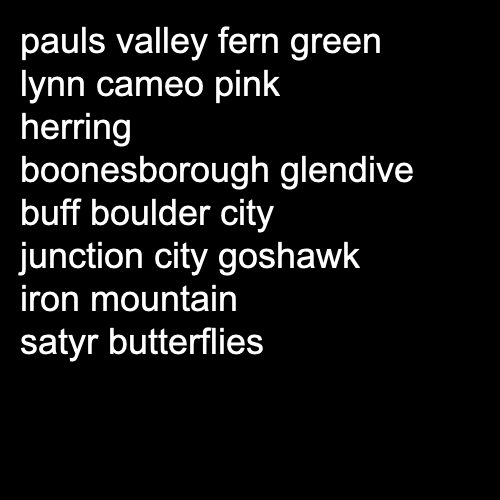 pauls valley fern green
lynn cameo pink
herring
boonesborough glendive
buff boulder city
junction city goshawk
iron mountain
satyr butterflies